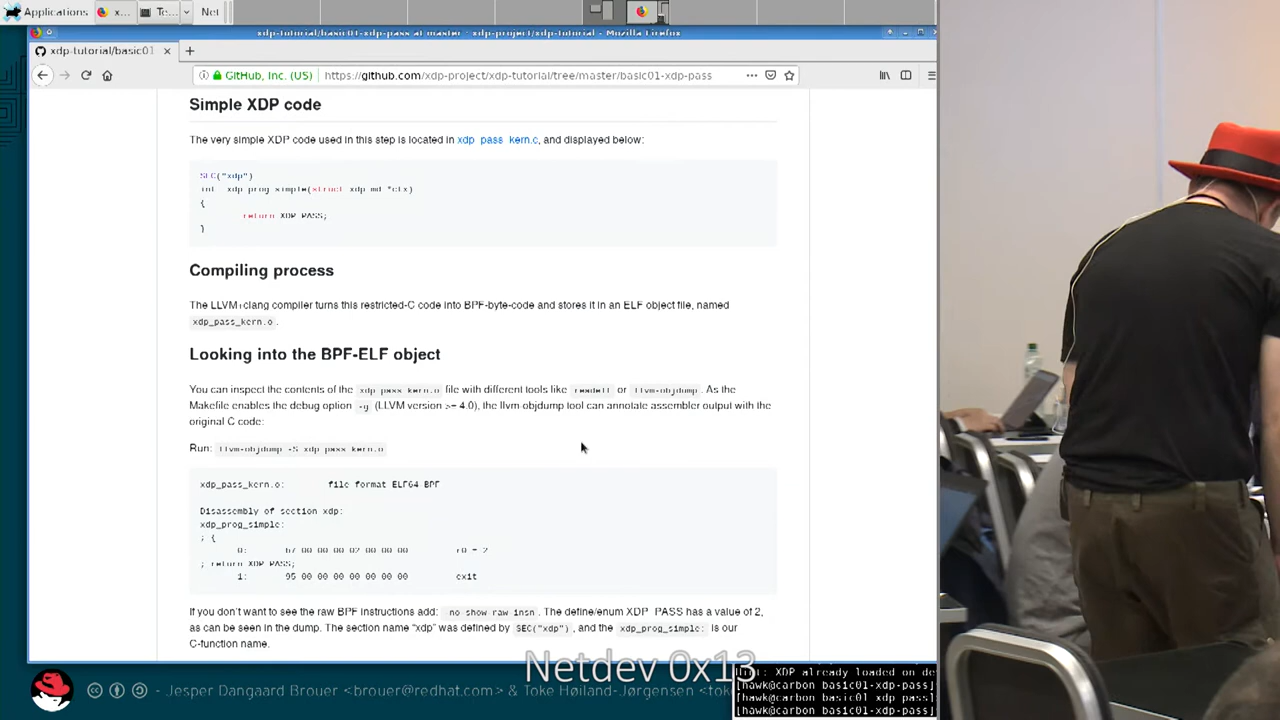 Applications
x...
Te...
Net
xdp-tutorial/basic01-xdp-pass at master · xdp-project/xdp-tutorial - Mozilla Firefox
xdp-tutorial/basic01
GitHub, Inc. (US)
https://github.com/xdp-project/xdp-tutorial/tree/master/basic01-xdp-pass
Simple XDP code
The very simple XDP code used in this step is located in xdp_pass_kern.c, and displayed below:
SEC("xdp")
int xdp_prog_simple(struct xdp_md *ctx)
{
return XDP_PASS;
}
Compiling process
The LLVM+clang compiler turns this restricted-C code into BPF-byte-code and stores it in an ELF object file, named
xdp_pass_kern.o.
Looking into the BPF-ELF object
You can inspect the contents of the xdp_pass_kern.o file with different tools like readelf or llvm-objdump. As the
Makefile enables the debug option -g (LLVM version >= 4.0), the llvm-objdump tool can annotate assembler output with the
original C code:
Run: llvm-objdump -S xdp_pass_kern.o
xdp_pass_kern.o: file format ELF64-BPF
Disassembly of section xdp:
xdp_prog_simple:
; {
0: b7 00 00 00 02 00 00 00 r0 = 2
; return XDP_PASS;
1: 95 00 00 00 00 00 00 00 exit
If you don't want to see the raw BPF instructions add: -no-show-raw-insn. The define/enum XDP_PASS has a value of 2,
as can be seen in the dump. The section name "xdp" was defined by SEC("xdp"), and the xdp_prog_simple: is our
C-function name.
Netdev 0x13
Jesper Dangaard Brouer <brouer@redhat.com> & Toke Høiland-Jørgensen <tok
Hint: XDP already loaded on de
[hawk@carbon basic01-xdp-pass]
[hawk@carbon basic01-xdp-pass]
[hawk@carbon basic01-xdp-pass]